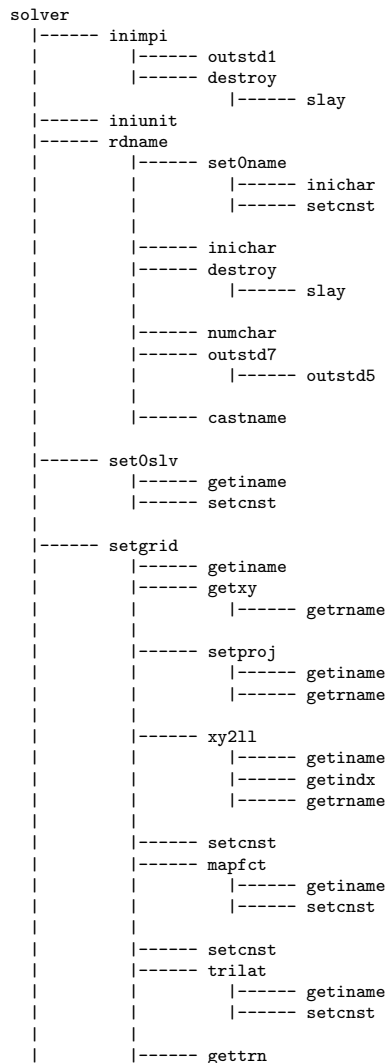 solver
|------ inimpi
| |------ outstd1
| |------ destroy
| |------ slay
|------ iniunit
|------ rdname
| |------ set0name
| | |------ inichar
| | |------ setcnst
| |
| |------ inichar
| |------ destroy
| | |------ slay
| |
| |------ numchar
| |------ outstd7
| | |------ outstd5
| |
| |------ castname
|
|------ set0slv
| |------ getiname
| |------ setcnst
|
|------ setgrid
| |------ getiname
| |------ getxy
| | |------ getrname
| |
| |------ setproj
| | |------ getiname
| | |------ getrname
| |
| |------ xy2ll
| | |------ getiname
| | |------ getindx
| | |------ getrname
| |
| |------ setcnst
| |------ mapfct
| | |------ getiname
| | |------ setcnst
| |
| |------ setcnst
| |------ trilat
| | |------ getiname
| | |------ setcnst
| |
| |------ gettrn